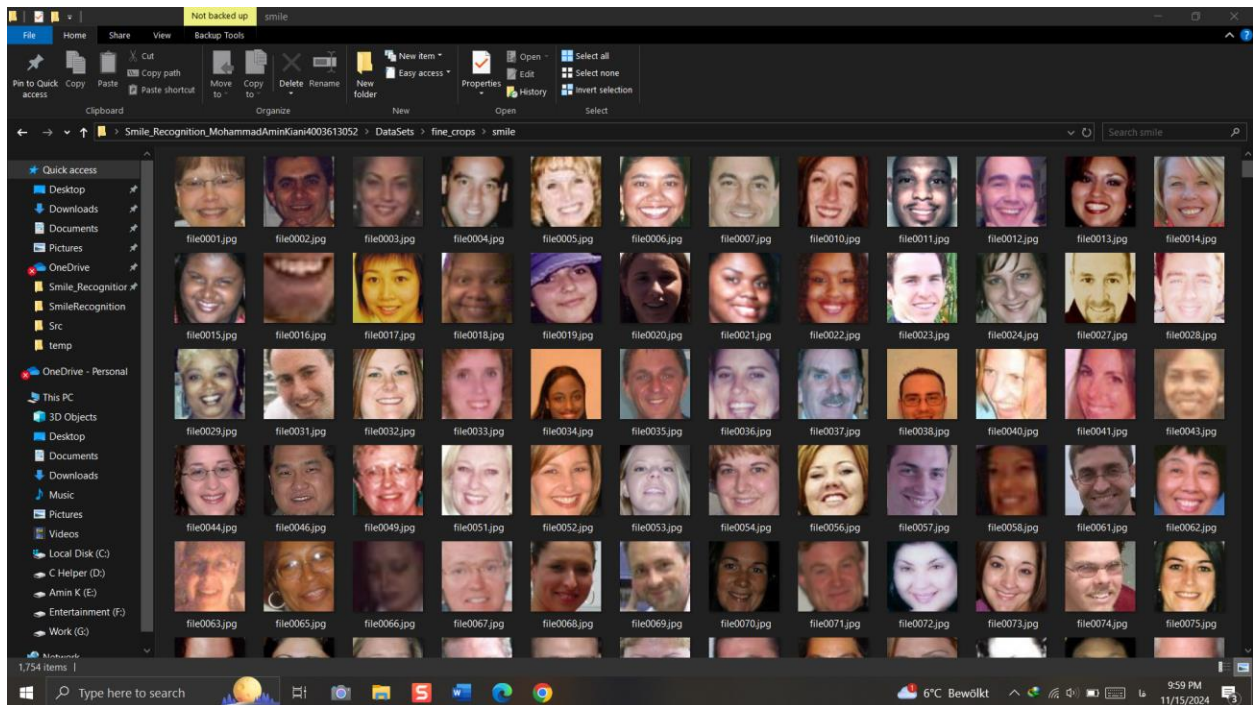 Not backed up smile
File Home Share View Backup Tools
Pin to Quick access
Copy
Paste
Cut
Copy path
Paste shortcut
Clipboard
Move to
Copy to
Delete
Rename
Organize
New folder
New item
Easy access
New
Properties
Open
Edit
History
Open
Select all
Select none
Invert selection
Select
Smile_Recognition_MohammadAminKiani4003613052 > DataSets > fine_crops > smile
Search smile
Quick access
Desktop
Downloads
Documents
Pictures
OneDrive
Smile_Recognitior
SmileRecognition
Src
temp
OneDrive - Personal
This PC
3D Objects
Desktop
Downloads
Documents
Music
Pictures
Videos
Local Disk (C:)
C Helper (D:)
Amin K (E:)
Entertainment (F:)
Work (G:)
Network
file0001.jpg file0002.jpg file0003.jpg file0004.jpg file0005.jpg file0006.jpg file0007.jpg file0010.jpg file0011.jpg file0012.jpg file0013.jpg file0014.jpg
file0015.jpg file0016.jpg file0017.jpg file0018.jpg file0019.jpg file0020.jpg file0021.jpg file0022.jpg file0023.jpg file0024.jpg file0027.jpg file0028.jpg
file0029.jpg file0031.jpg file0032.jpg file0033.jpg file0034.jpg file0035.jpg file0036.jpg file0037.jpg file0038.jpg file0040.jpg file0041.jpg file0043.jpg
file0044.jpg file0046.jpg file0049.jpg file0051.jpg file0052.jpg file0053.jpg file0054.jpg file0056.jpg file0057.jpg file0058.jpg file0061.jpg file0062.jpg
file0063.jpg file0065.jpg file0066.jpg file0067.jpg file0068.jpg file0069.jpg file0070.jpg file0071.jpg file0072.jpg file0073.jpg file0074.jpg file0075.jpg
1,754 items
Type here to search
6°C Bewölkt
فا
9:59 PM
11/15/2024
3